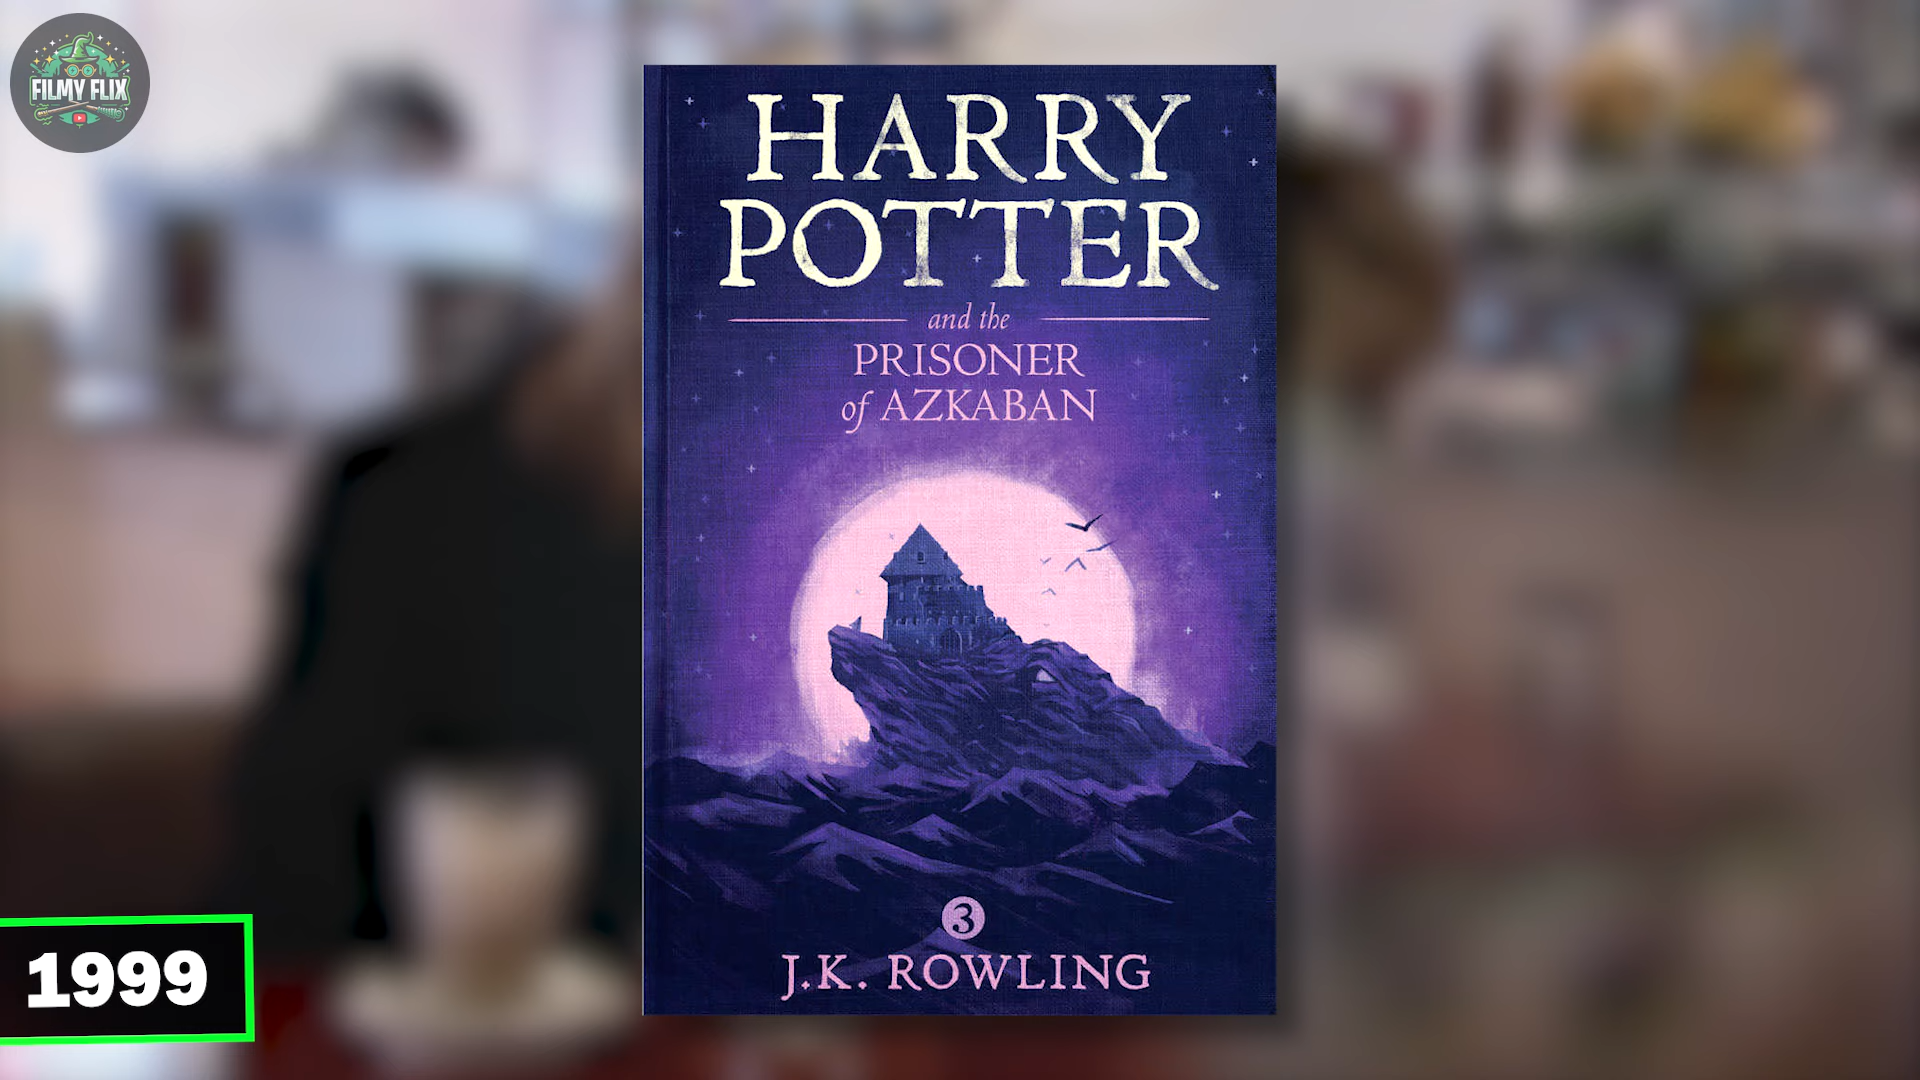 FILMY FLIX
HARRY
POTTER
and the
PRISONER
of AZKABAN
3
J.K. ROWLING
1999